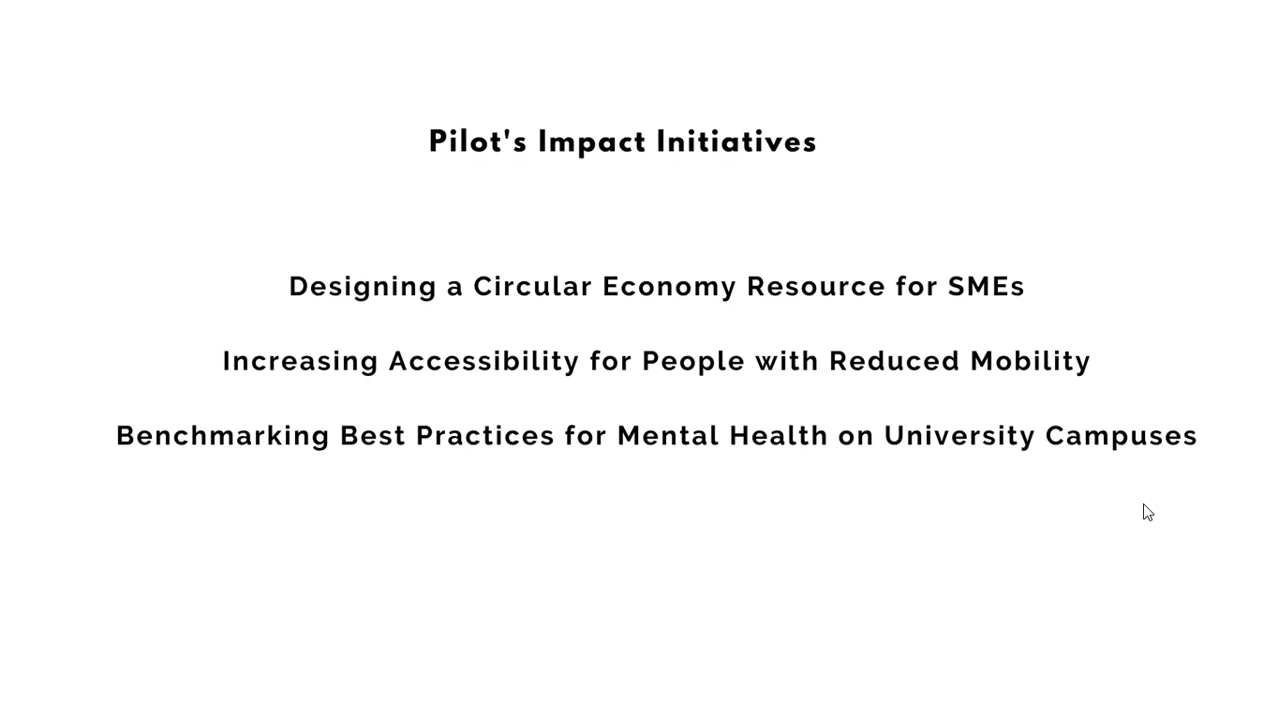 Pilot's Impact Initiatives
Designing a Circular Economy Resource for SMEs
Increasing Accessibility for People with Reduced Mobility
Benchmarking Best Practices for Mental Health on University Campuses